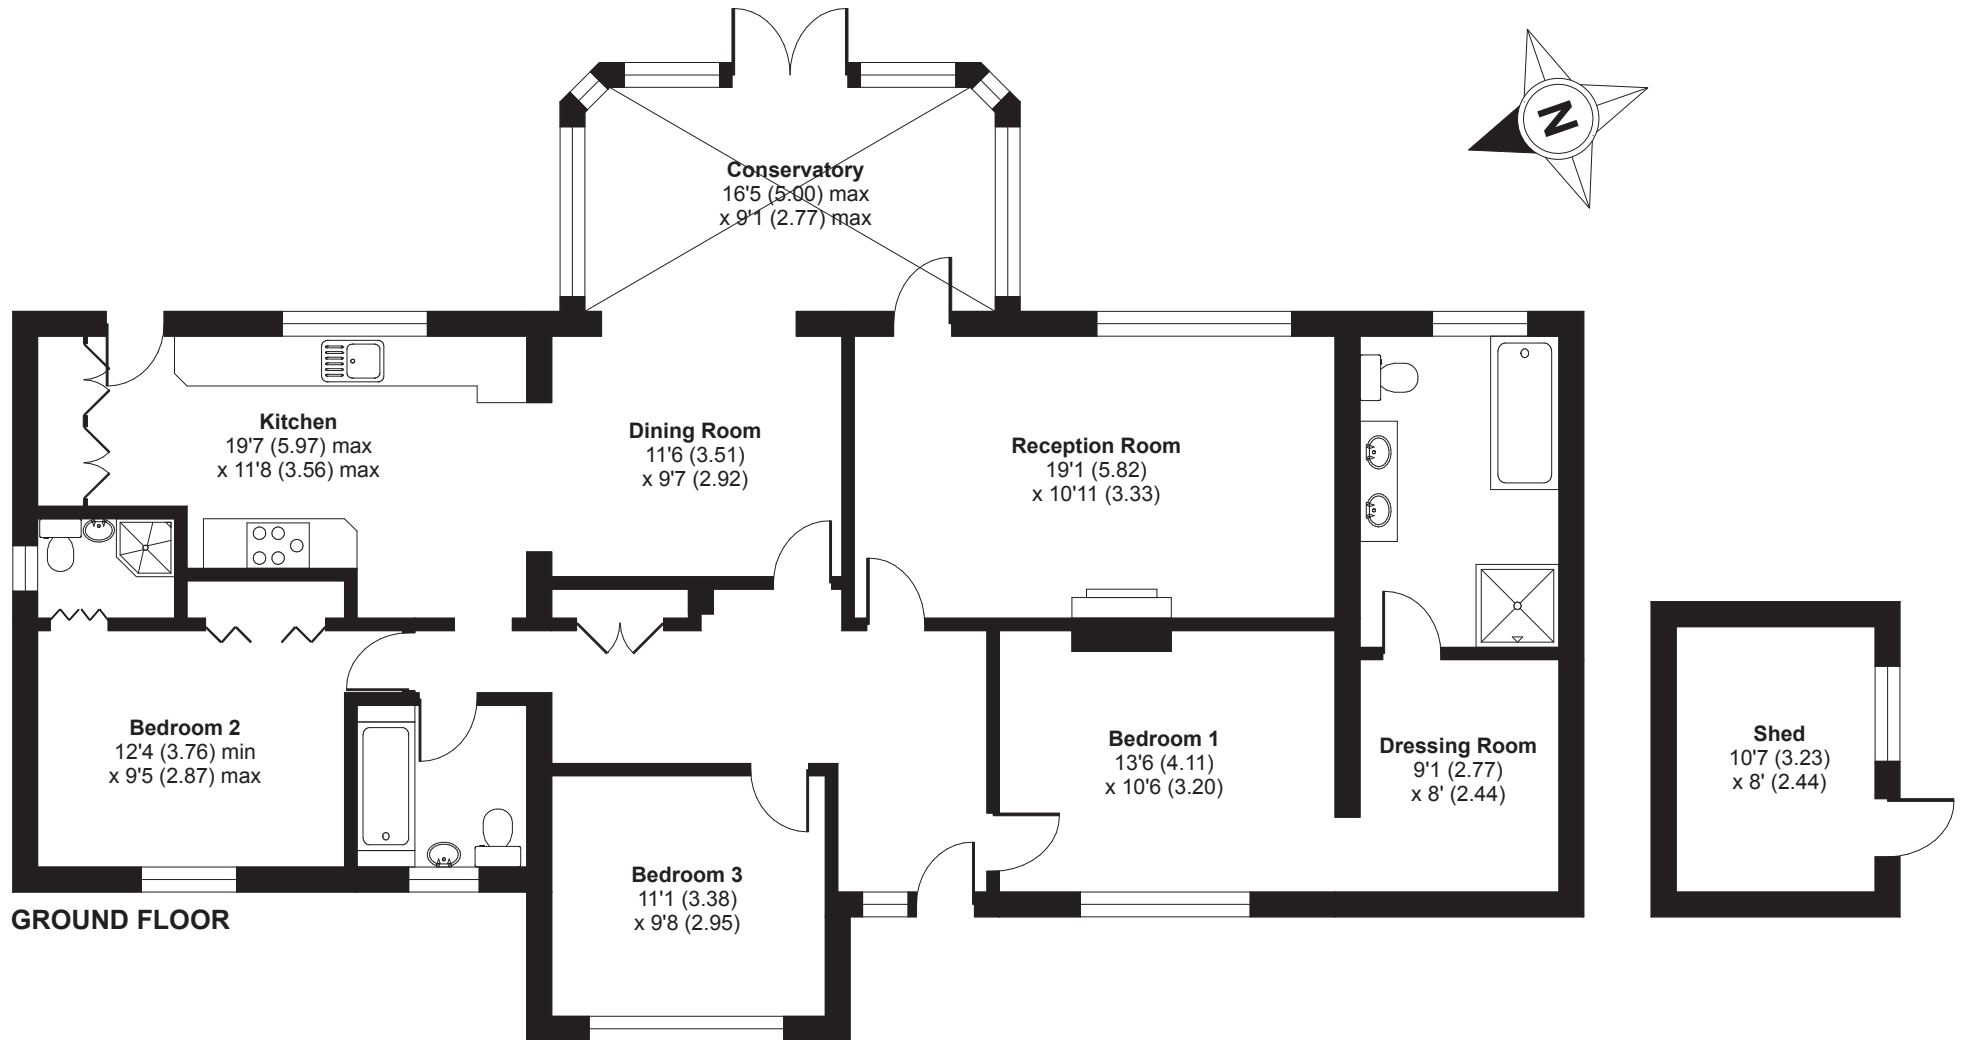 N
Conservatory
16'5 (5.00) max
x 9'1 (2.77) max
Kitchen
19'7 (5.97) max
x 11'8 (3.56) max
Dining Room
11'6 (3.51)
x 9'7 (2.92)
Reception Room
19'1 (5.82)
x 10'11 (3.33)
Bedroom 2
12'4 (3.76) min
x 9'5 (2.87) max
Bedroom 1
13'6 (4.11)
x 10'6 (3.20)
Dressing Room
9'1 (2.77)
x 8' (2.44)
Shed
10'7 (3.23)
x 8' (2.44)
Bedroom 3
11'1 (3.38)
x 9'8 (2.95)
GROUND FLOOR